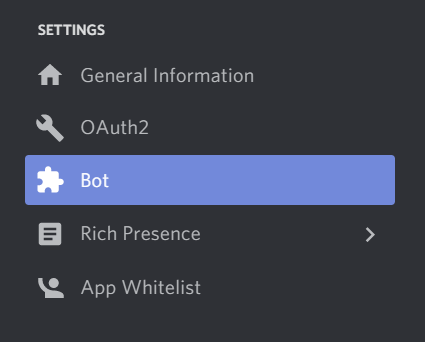 SETTINGS
General Information
OAuth2
Bot
Rich Presence
App Whitelist